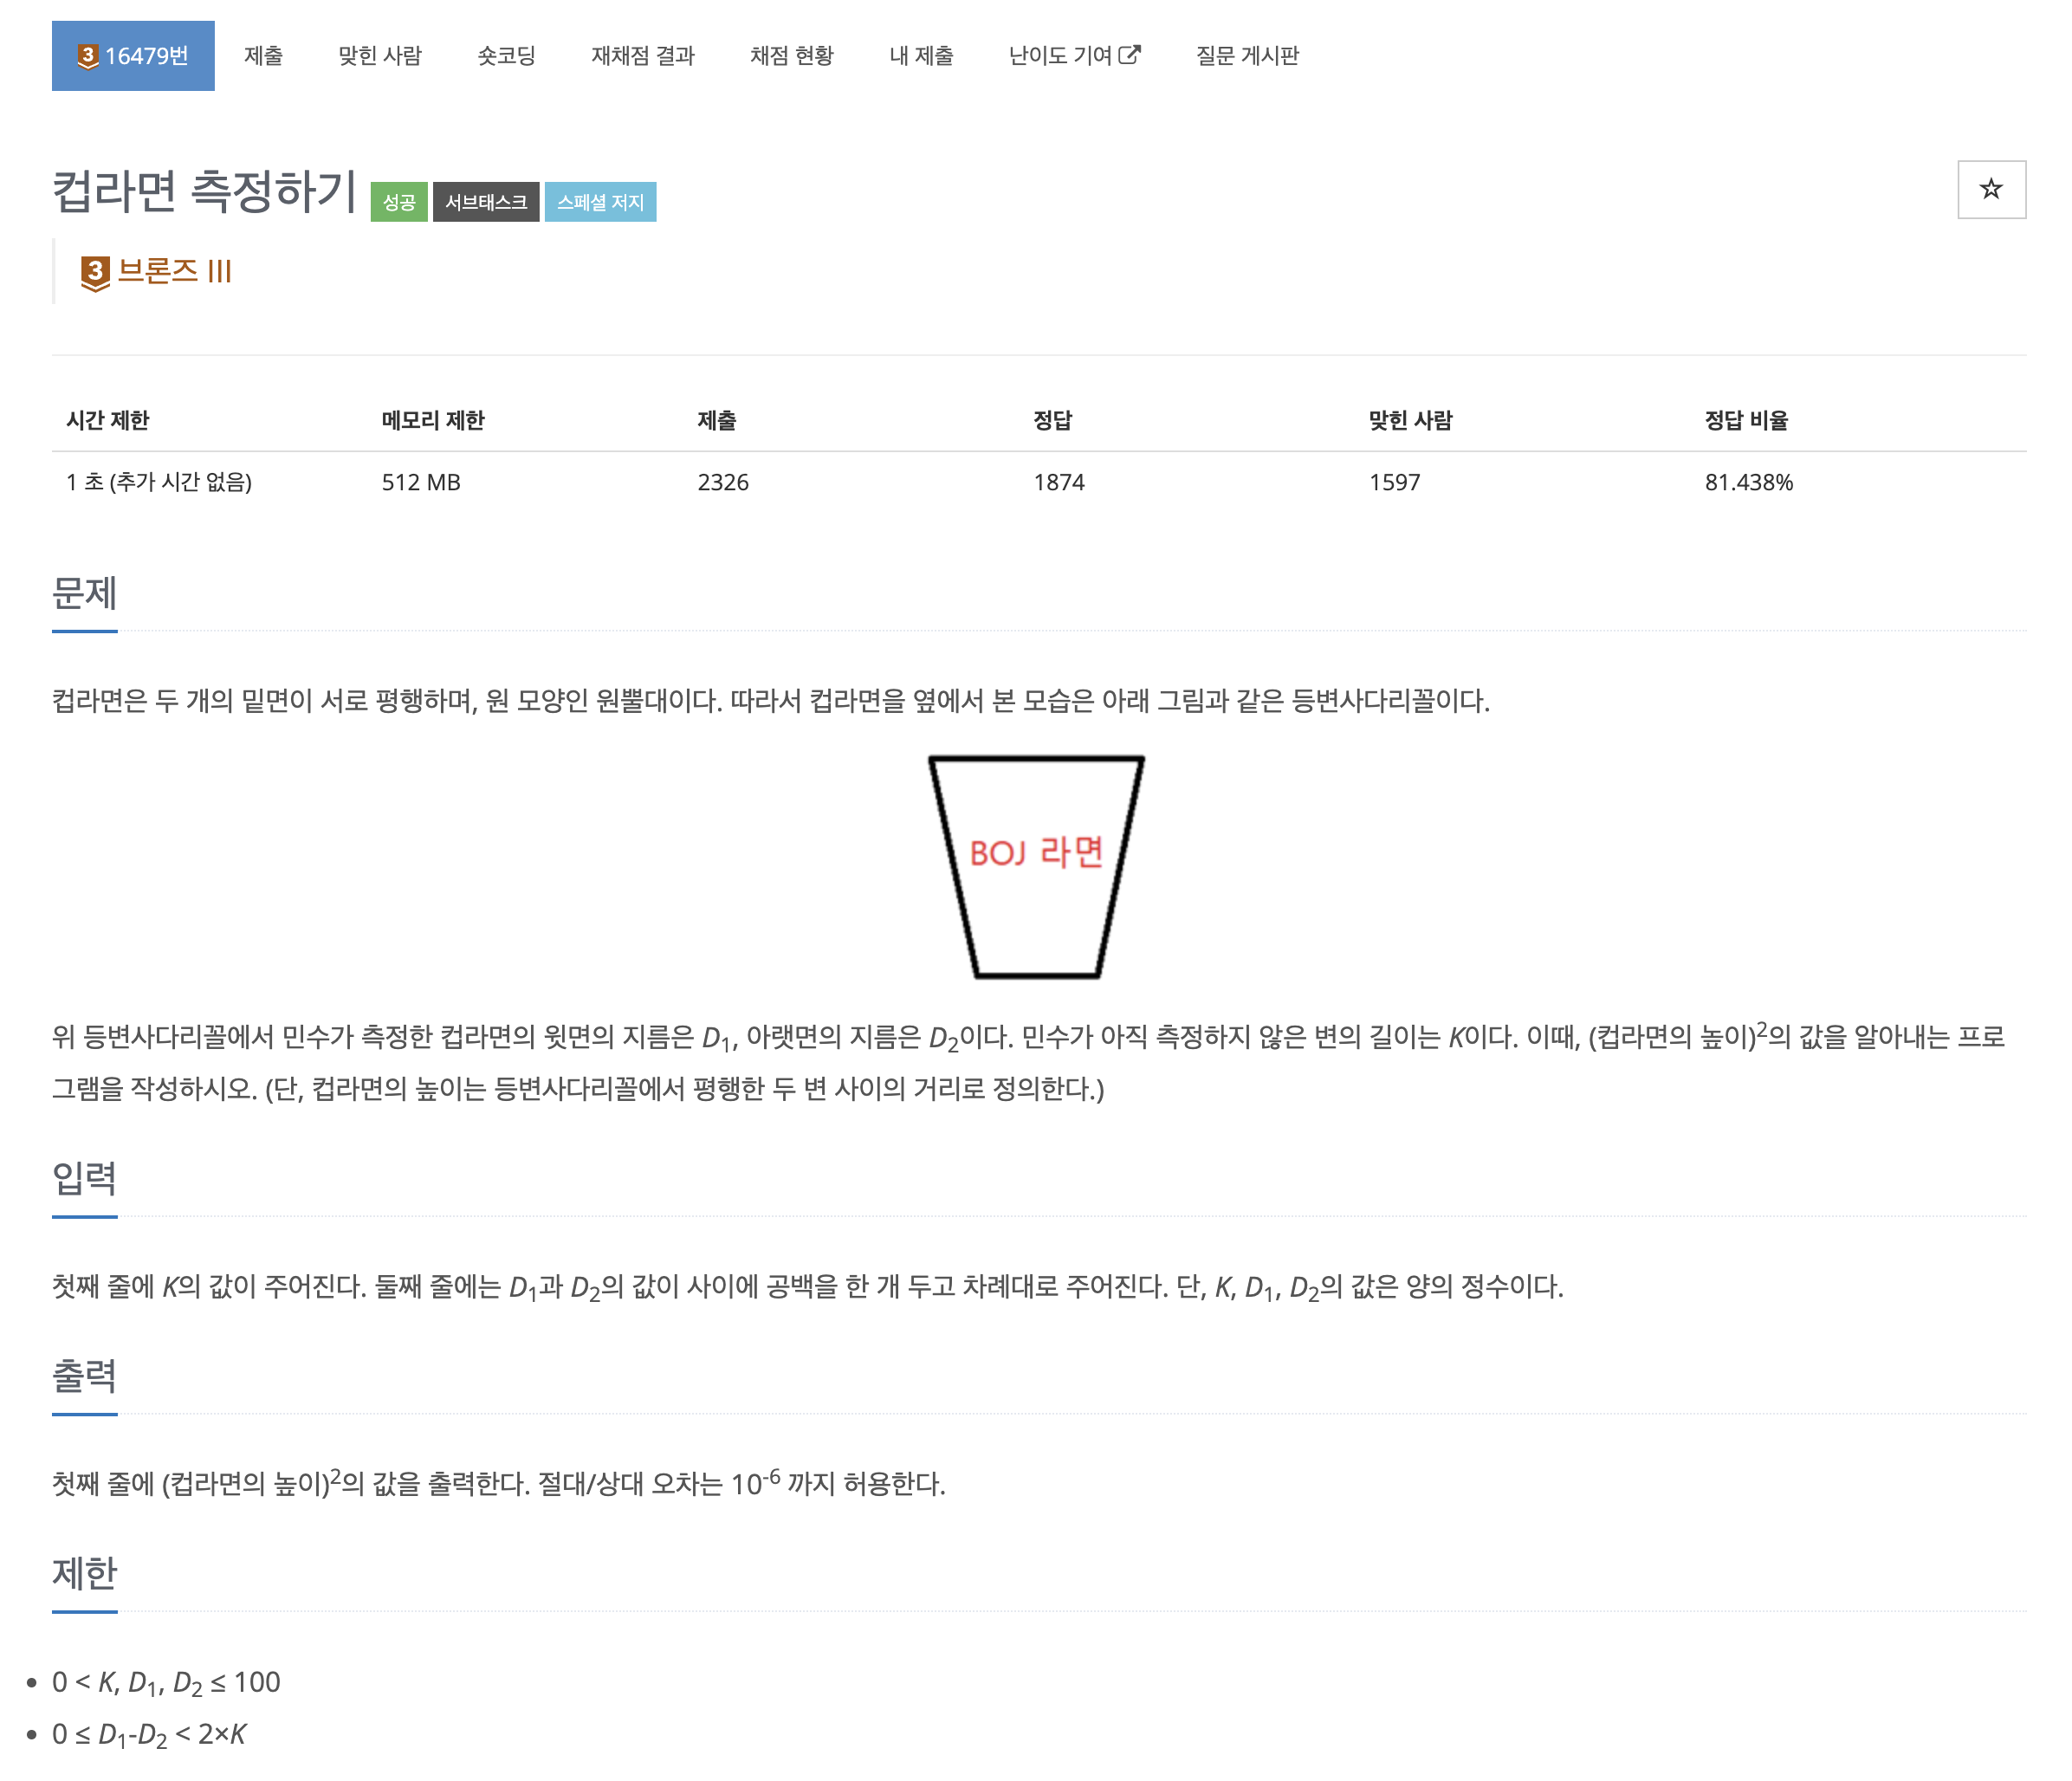 3 16479번 제출 맞힌 사람 숏코딩 재채점 결과 채점 현황 내 제출 난이도 기여 질문 게시판
컵라면 측정하기 성공 서브태스크 스페셜 저지
3 브론즈 III
시간 제한 메모리 제한 제출 정답 맞힌 사람 정답 비율
1 초 (추가 시간 없음) 512 MB 2326 1874 1597 81.438%
문제
컵라면은 두 개의 밑면이 서로 평행하며, 원 모양인 원뿔대이다. 따라서 컵라면을 옆에서 본 모습은 아래 그림과 같은 등변사다리꼴이다.
BOJ 라면
위 등변사다리꼴에서 민수가 측정한 컵라면의 윗면의 지름은 D₁, 아랫면의 지름은 D₂이다. 민수가 아직 측정하지 않은 변의 길이는 K이다. 이때, (컵라면의 높이)²의 값을 알아내는 프로
그램을 작성하시오. (단, 컵라면의 높이는 등변사다리꼴에서 평행한 두 변 사이의 거리로 정의한다.)
입력
첫째 줄에 K의 값이 주어진다. 둘째 줄에는 D₁과 D₂의 값이 사이에 공백을 한 개 두고 차례대로 주어진다. 단, K, D₁, D₂의 값은 양의 정수이다.
출력
첫째 줄에 (컵라면의 높이)²의 값을 출력한다. 절대/상대 오차는 10⁻⁶ 까지 허용한다.
제한
• 0 < K, D₁, D₂ ≤ 100
• 0 ≤ D₁-D₂ < 2×K